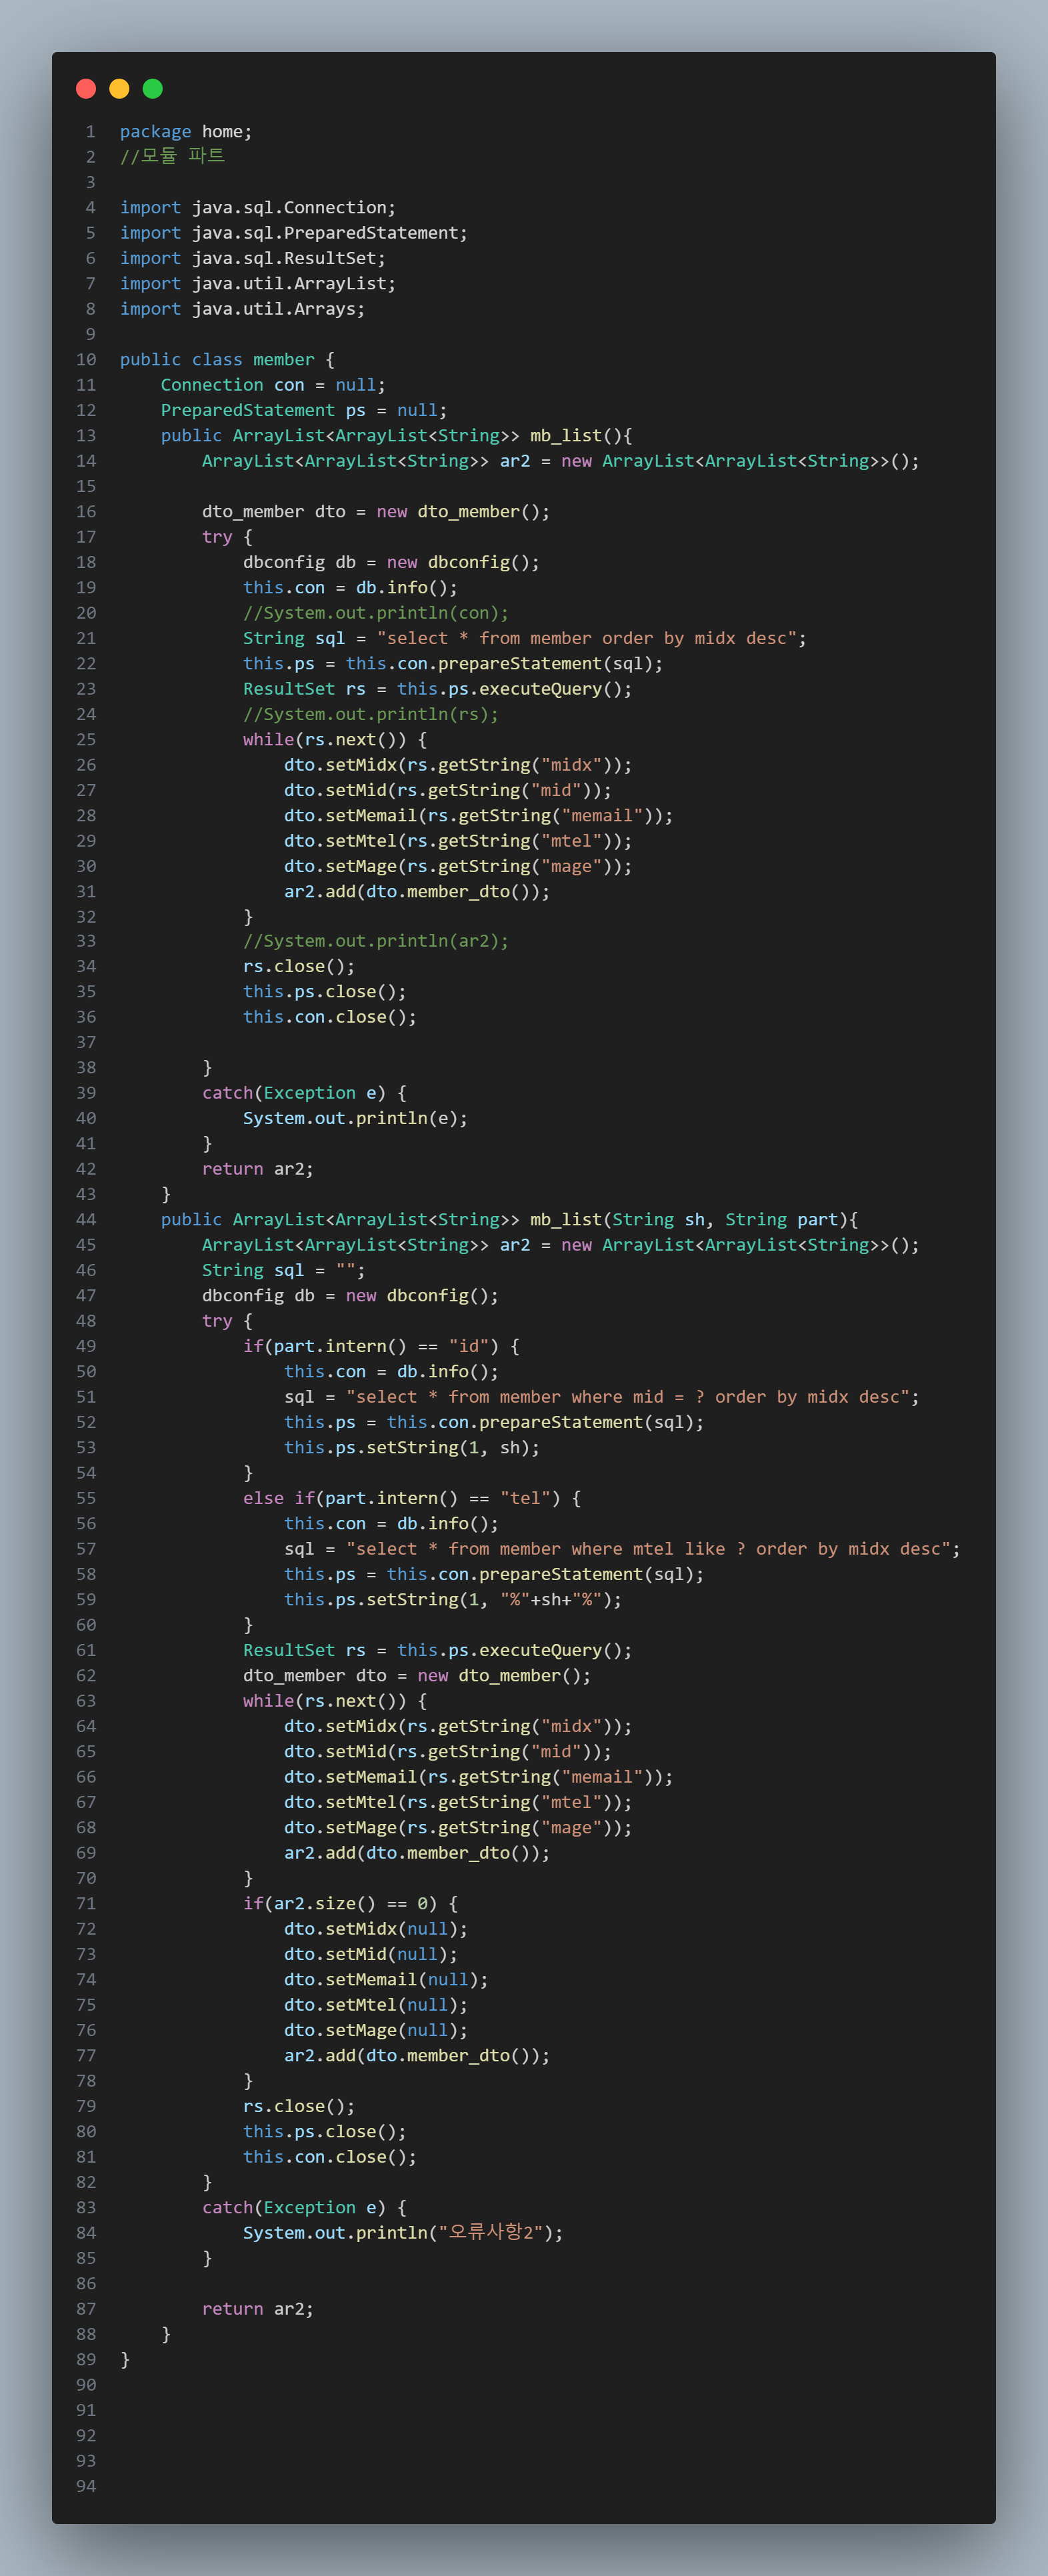 1 package home;
2 //모듈 파트
3
4 import java.sql.Connection;
5 import java.sql.PreparedStatement;
6 import java.sql.ResultSet;
7 import java.util.ArrayList;
8 import java.util.Arrays;
9
10 public class member {
11     Connection con = null;
12     PreparedStatement ps = null;
13     public ArrayList<ArrayList<String>> mb_list(){
14         ArrayList<ArrayList<String>> ar2 = new ArrayList<ArrayList<String>>();
15
16         dto_member dto = new dto_member();
17         try {
18             dbconfig db = new dbconfig();
19             this.con = db.info();
20             //System.out.println(con);
21             String sql = "select * from member order by midx desc";
22             this.ps = this.con.prepareStatement(sql);
23             ResultSet rs = this.ps.executeQuery();
24             //System.out.println(rs);
25             while(rs.next()) {
26                 dto.setMidx(rs.getString("midx"));
27                 dto.setMid(rs.getString("mid"));
28                 dto.setMemail(rs.getString("memail"));
29                 dto.setMtel(rs.getString("mtel"));
30                 dto.setMage(rs.getString("mage"));
31                 ar2.add(dto.member_dto());
32             }
33             //System.out.println(ar2);
34             rs.close();
35             this.ps.close();
36             this.con.close();
37
38         }
39         catch(Exception e) {
40             System.out.println(e);
41         }
42         return ar2;
43     }
44     public ArrayList<ArrayList<String>> mb_list(String sh, String part){
45         ArrayList<ArrayList<String>> ar2 = new ArrayList<ArrayList<String>>();
46         String sql = "";
47         dbconfig db = new dbconfig();
48         try {
49             if(part.intern() == "id") {
50                 this.con = db.info();
51                 sql = "select * from member where mid = ? order by midx desc";
52                 this.ps = this.con.prepareStatement(sql);
53                 this.ps.setString(1, sh);
54             }
55             else if(part.intern() == "tel") {
56                 this.con = db.info();
57                 sql = "select * from member where mtel like ? order by midx desc";
58                 this.ps = this.con.prepareStatement(sql);
59                 this.ps.setString(1, "%"+sh+"%");
60             }
61             ResultSet rs = this.ps.executeQuery();
62             dto_member dto = new dto_member();
63             while(rs.next()) {
64                 dto.setMidx(rs.getString("midx"));
65                 dto.setMid(rs.getString("mid"));
66                 dto.setMemail(rs.getString("memail"));
67                 dto.setMtel(rs.getString("mtel"));
68                 dto.setMage(rs.getString("mage"));
69                 ar2.add(dto.member_dto());
70             }
71             if(ar2.size() == 0) {
72                 dto.setMidx(null);
73                 dto.setMid(null);
74                 dto.setMemail(null);
75                 dto.setMtel(null);
76                 dto.setMage(null);
77                 ar2.add(dto.member_dto());
78             }
79             rs.close();
80             this.ps.close();
81             this.con.close();
82         }
83         catch(Exception e) {
84             System.out.println("오류사항2");
85         }
86
87         return ar2;
88     }
89 }
90
91
92
93
94